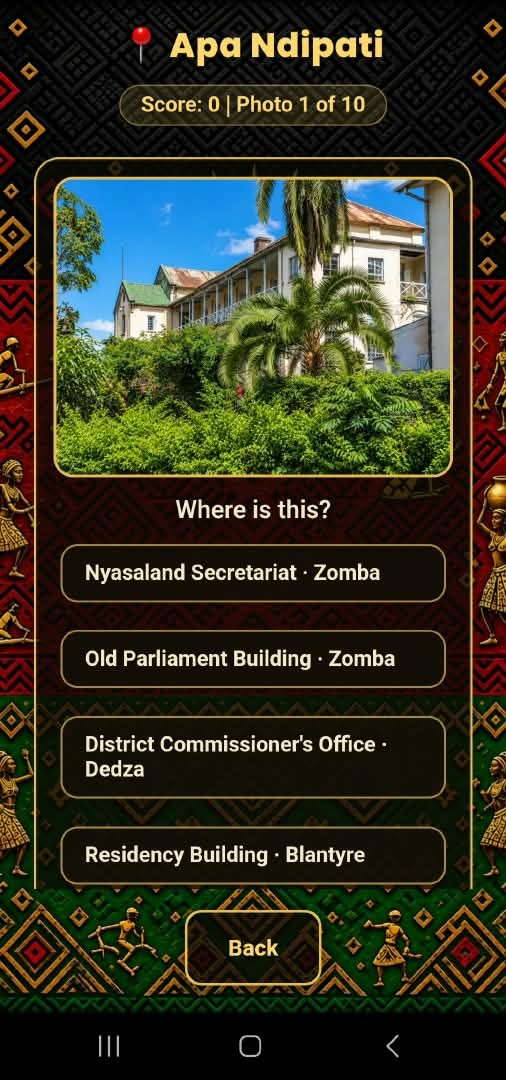 Apa Ndipati
Score: 0 | Photo 1 of 10
Where is this?
Nyasaland Secretariat · Zomba
Old Parliament Building · Zomba
District Commissioner's Office ·
Dedza
Residency Building · Blantyre
Back